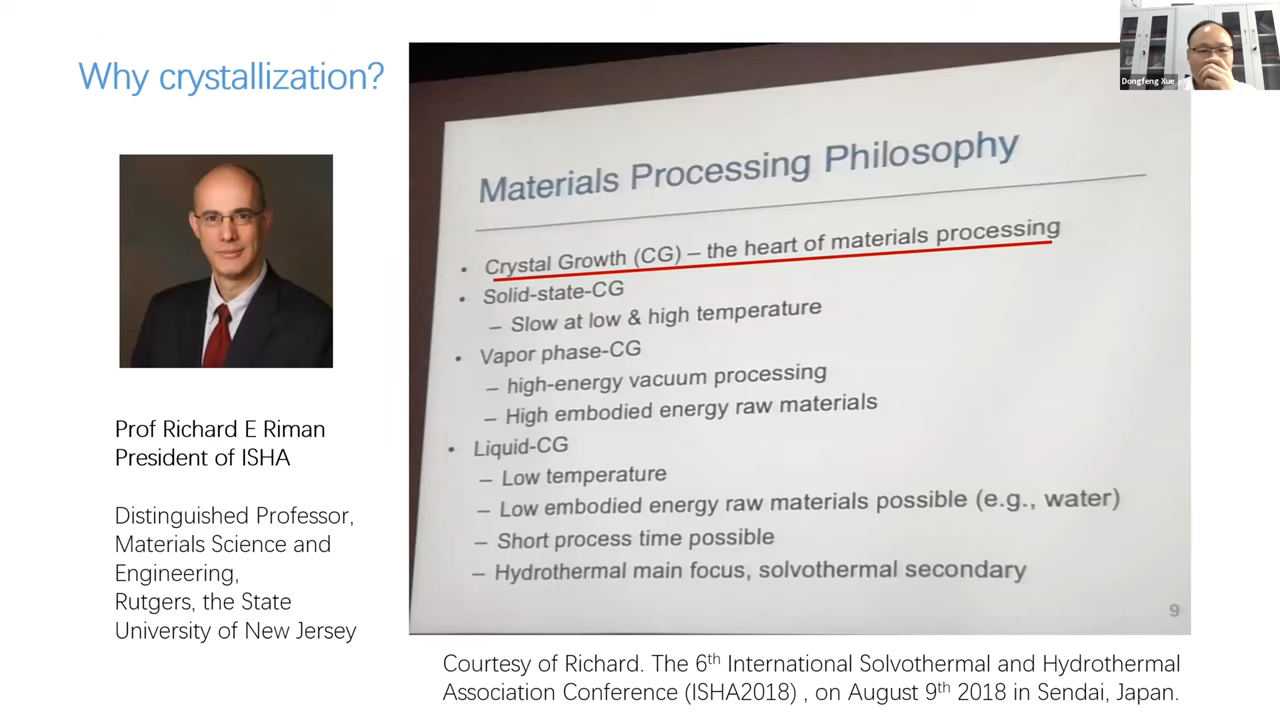 Why crystallization?
Dongfeng Xue
Materials Processing Philosophy
• Crystal Growth (CG) – the heart of materials processing
• Solid-state-CG
– Slow at low & high temperature
• Vapor phase-CG
– high-energy vacuum processing
– High embodied energy raw materials
• Liquid-CG
– Low temperature
– Low embodied energy raw materials possible (e.g., water)
– Short process time possible
– Hydrothermal main focus, solvothermal secondary
9
Prof Richard E Riman
President of ISHA
Distinguished Professor,
Materials Science and
Engineering,
Rutgers, the State
University of New Jersey
Courtesy of Richard. The 6th International Solvothermal and Hydrothermal
Association Conference (ISHA2018) , on August 9th 2018 in Sendai, Japan.